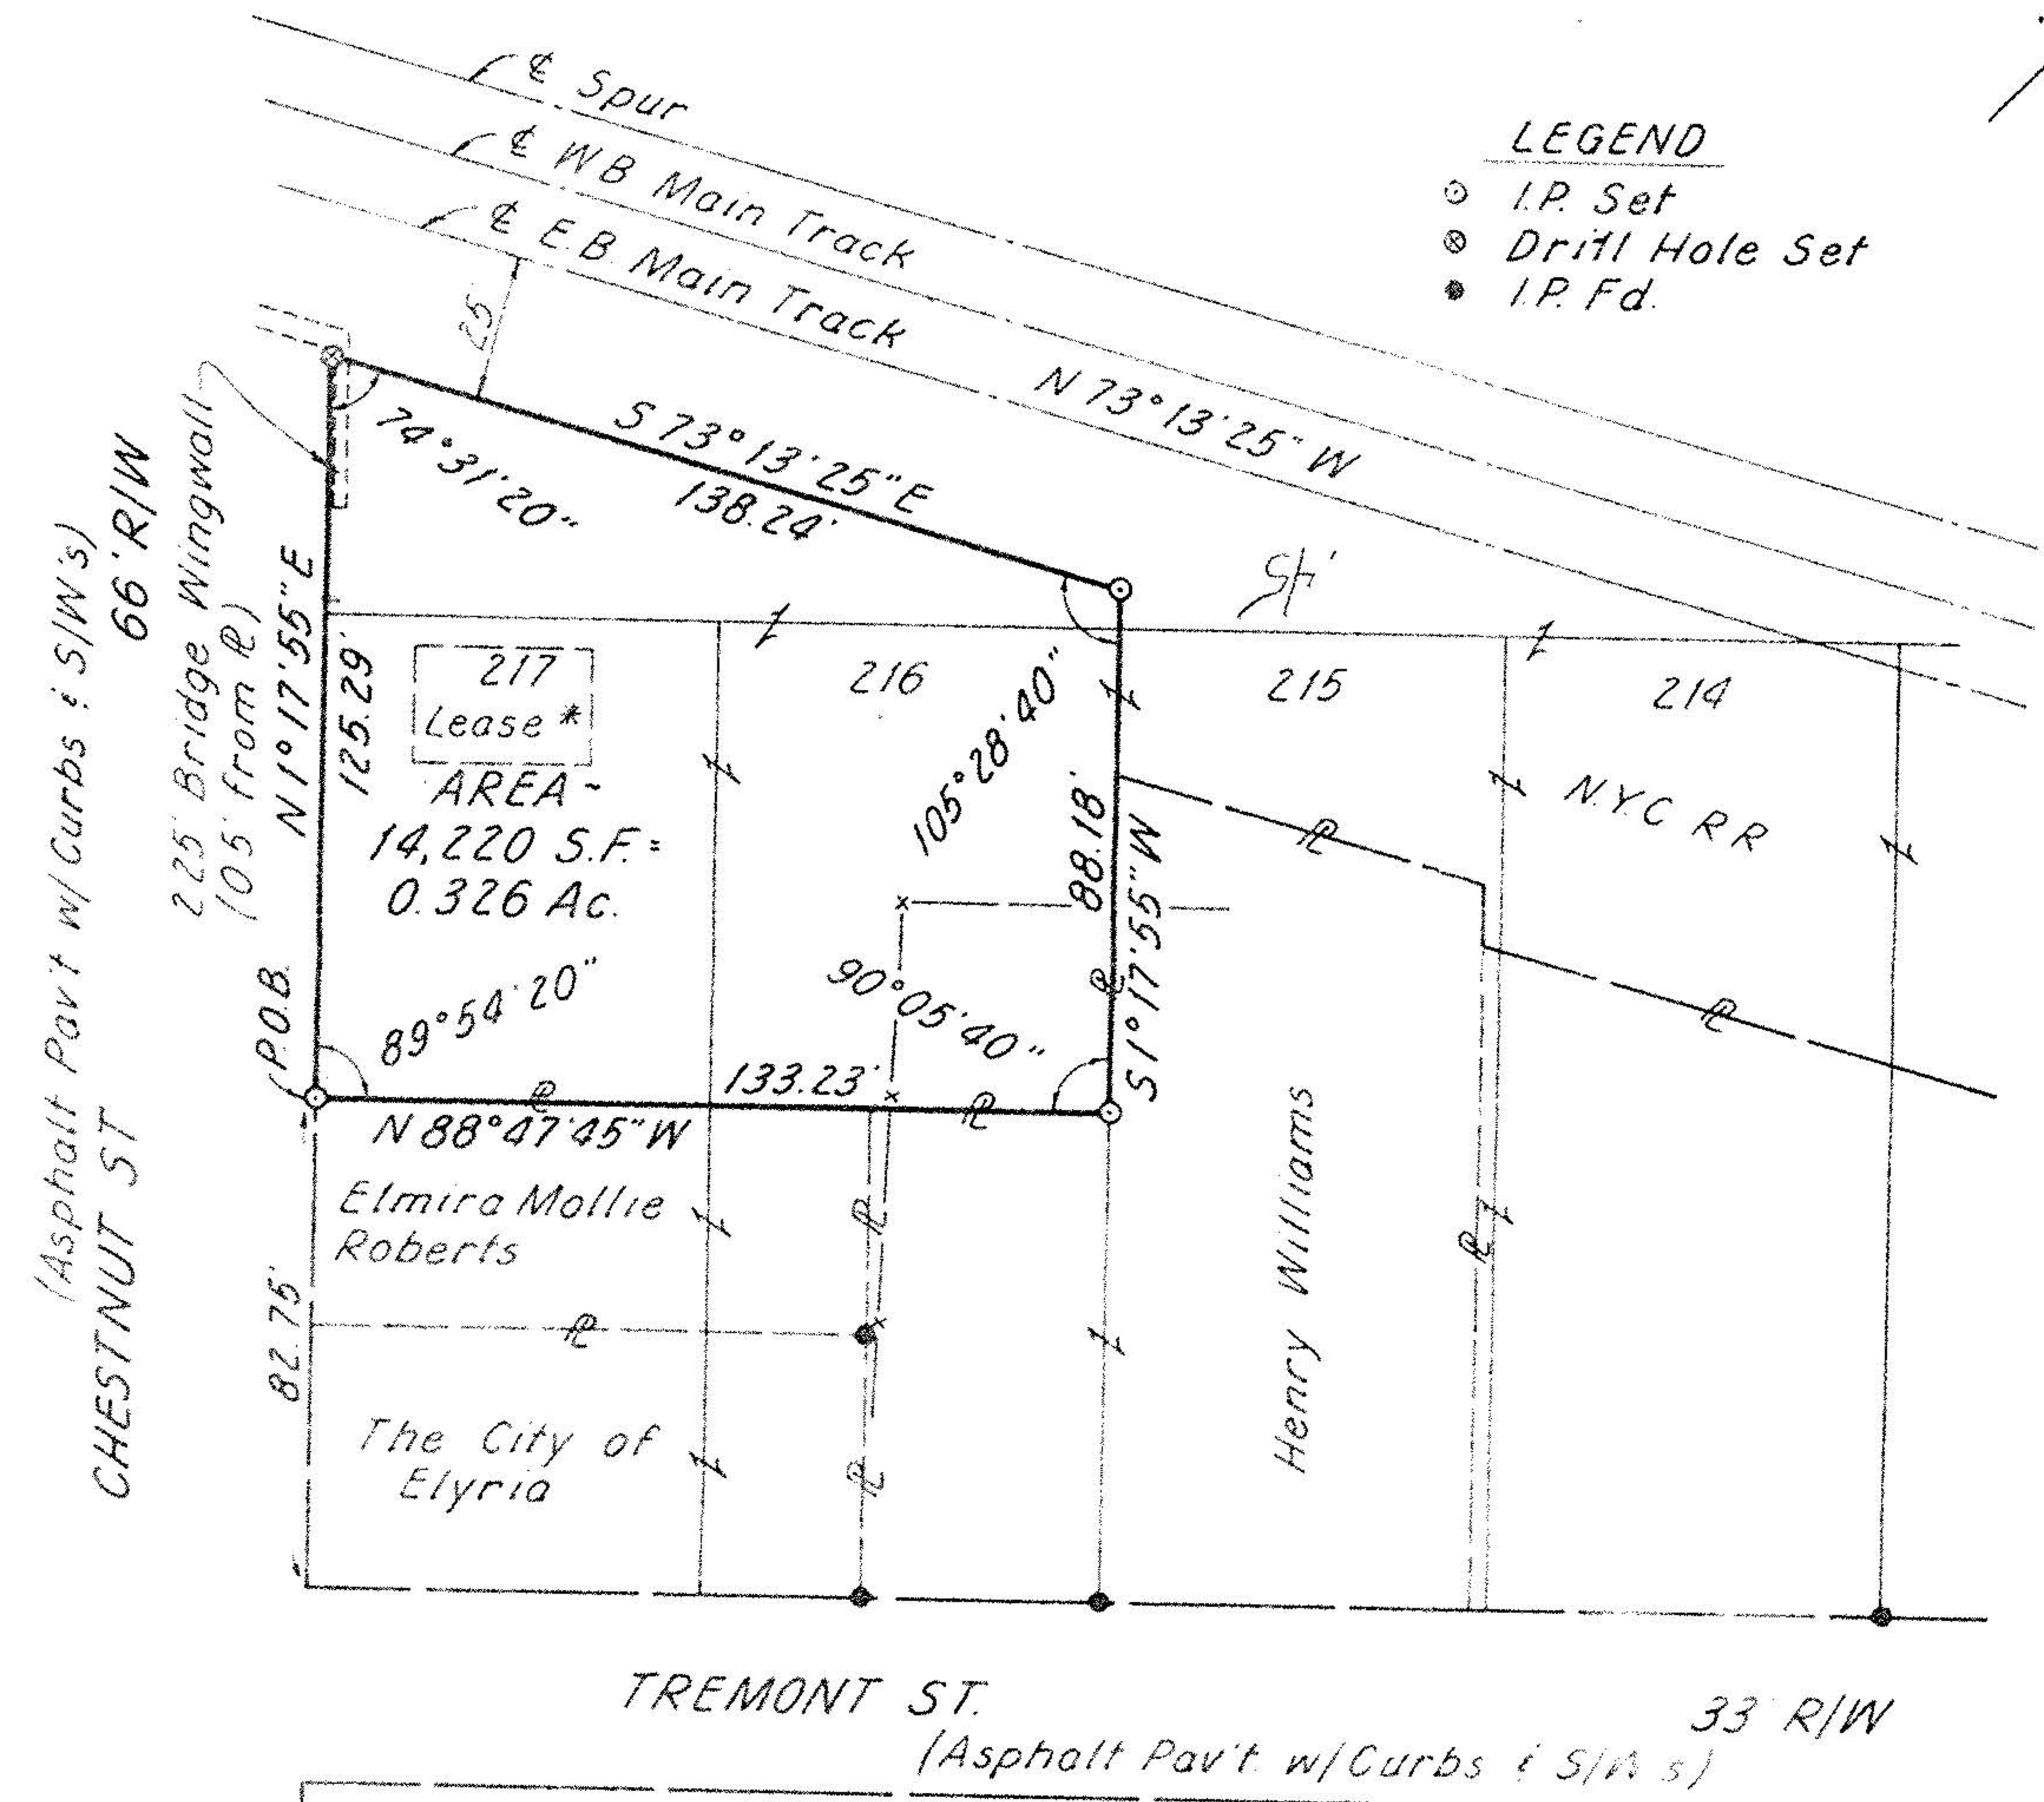 ℄ Spur
℄ WB Main Track
℄ E.B. Main Track
25'
N 73°13'25" W
LEGEND
I.P. Set
Drill Hole Set
I.P. Fd.
S 73°13'25" E
138.24'
74°31'20"
66' R/W
(Asphalt Pav't w/ Curbs & S/W's)
CHESTNUT ST
Bridge Wingwall
from ℄)
N 1°17'55" E
125.29'
217
Lease *
AREA ~
14,220 S.F. =
0.326 Ac.
216
215
214
N.Y.C RR
105°28'40"
88.18'
S 1°17'55" W
90°05'40"
89°54'20"
P.O.B.
133.23'
N 88°47'45" W
Elmira Mollie
Roberts
82.75'
The City of
Elyria
Henry Williams
TREMONT ST.
33' R/W
(Asphalt Pav't. w/ Curbs & S/W's)